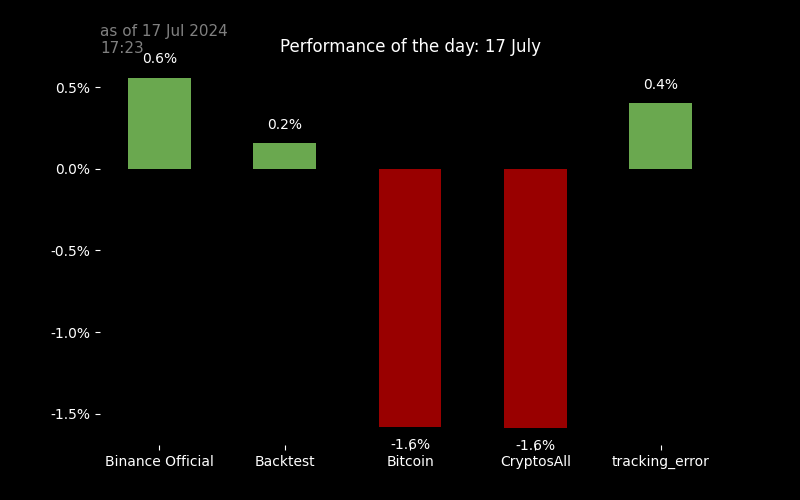 as of 17 Jul 2024
17:23
Performance of the day: 17 July
0.6%
0.2%
-1.6%
-1.6%
0.4%
0.5%
0.0%
-0.5%
-1.0%
-1.5%
Binance Official
Backtest
Bitcoin
CryptosAll
tracking_error